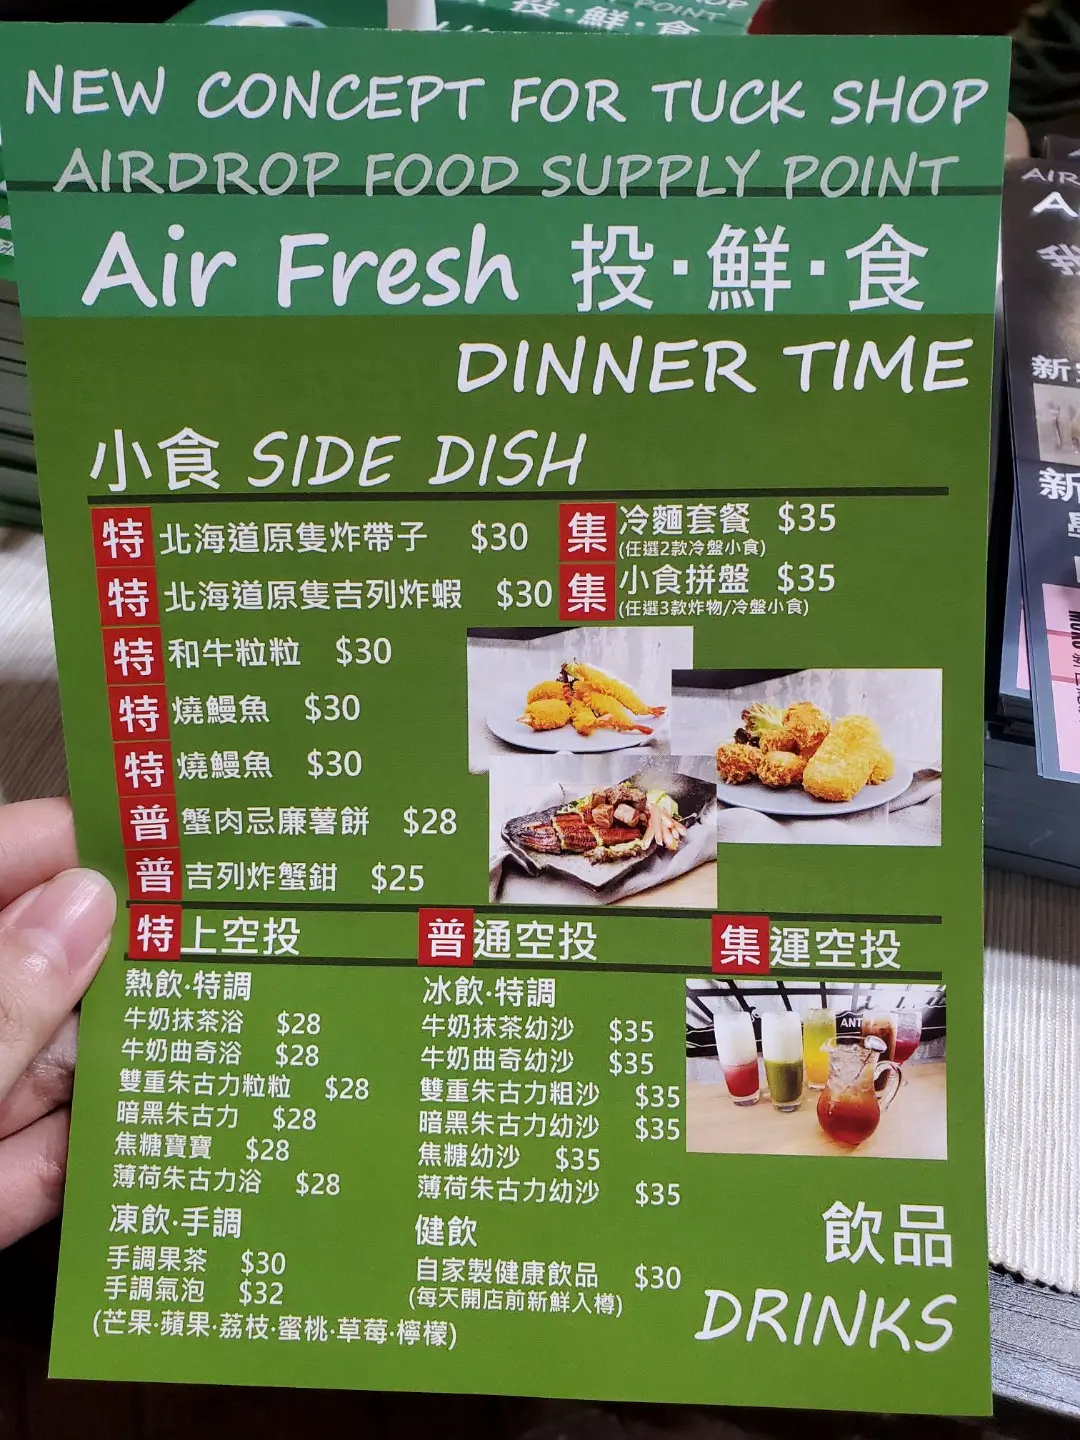 NEW CONCEPT FOR TUCK SHOP
AIRDROP FOOD SUPPLY POINT
Air Fresh 投·鮮·食
DINNER TIME
小食 SIDE DISH
特 北海道原隻炸帶子 $30
特 北海道原隻吉列炸蝦 $30
特 和牛粒粒 $30
特 燒鰻魚 $30
特 燒鰻魚 $30
普 蟹肉忌廉薯餅 $28
普 吉列炸蟹鉗 $25
集 冷麵套餐 $35
(任選2款冷盤小食)
集 小食拼盤 $35
(任選3款炸物/冷盤小食)
特上空投
普通空投
集運空投
熱飲·特調
牛奶抹茶浴 $28
牛奶曲奇浴 $28
雙重朱古力粒粒 $28
暗黑朱古力 $28
焦糖寶寶 $28
薄荷朱古力浴 $28
凍飲·手調
手調果茶 $30
手調氣泡 $32
(芒果·蘋果·荔枝·蜜桃·草莓·檸檬)
冰飲·特調
牛奶抹茶幼沙 $35
牛奶曲奇幼沙 $35
雙重朱古力粗沙 $35
暗黑朱古力幼沙 $35
焦糖幼沙 $35
薄荷朱古力幼沙 $35
健飲
自家製健康飲品 $30
(每天開店前新鮮入樽)
ANT
飲品
DRINKS
投·鮮·食
POINT
AIR
新
新